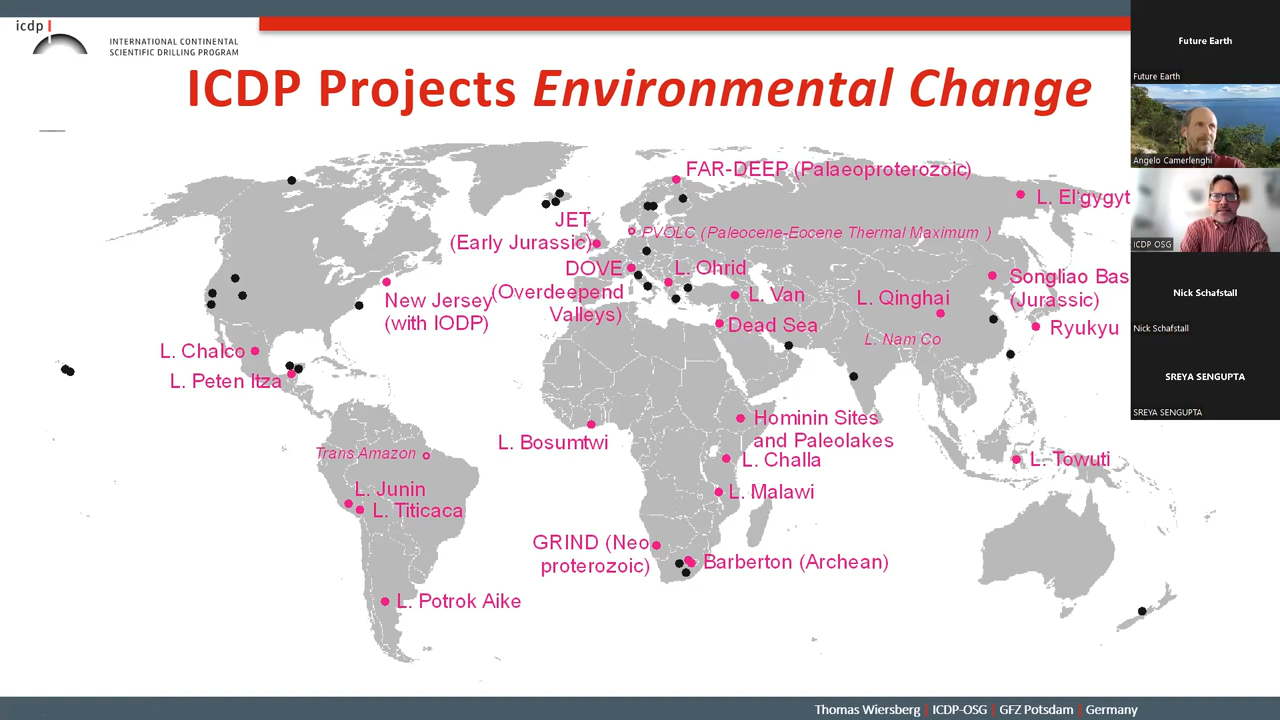 icdp
INTERNATIONAL CONTINENTAL
SCIENTIFIC DRILLING PROGRAM
ICDP Projects Environmental Change
FAR-DEEP (Palaeoproterozoic)
L. El'gygyt
JET
(Early Jurassic)
PVOLC (Paleocene-Eocene Thermal Maximum )
DOVE
(Overdeepend
Valleys)
L. Ohrid
Songliao Bas
(Jurassic)
New Jersey
(with IODP)
L. Van
L. Qinghai
Dead Sea
Ryukyu
L. Nam Co
L. Chalco
L. Peten Itza
L. Bosumtwi
Hominin Sites
and Paleolakes
Trans Amazon
L. Challa
L. Towuti
L. Junin
L. Titicaca
L. Malawi
GRIND (Neo
proterozoic)
Barberton (Archean)
L. Potrok Aike
Thomas Wiersberg | ICDP-OSG | GFZ Potsdam | Germany
Future Earth
Future Earth
Angelo Camerlenghi
ICDP OSG
Nick Schafstall
Nick Schafstall
SREYA SENGUPTA
SREYA SENGUPTA